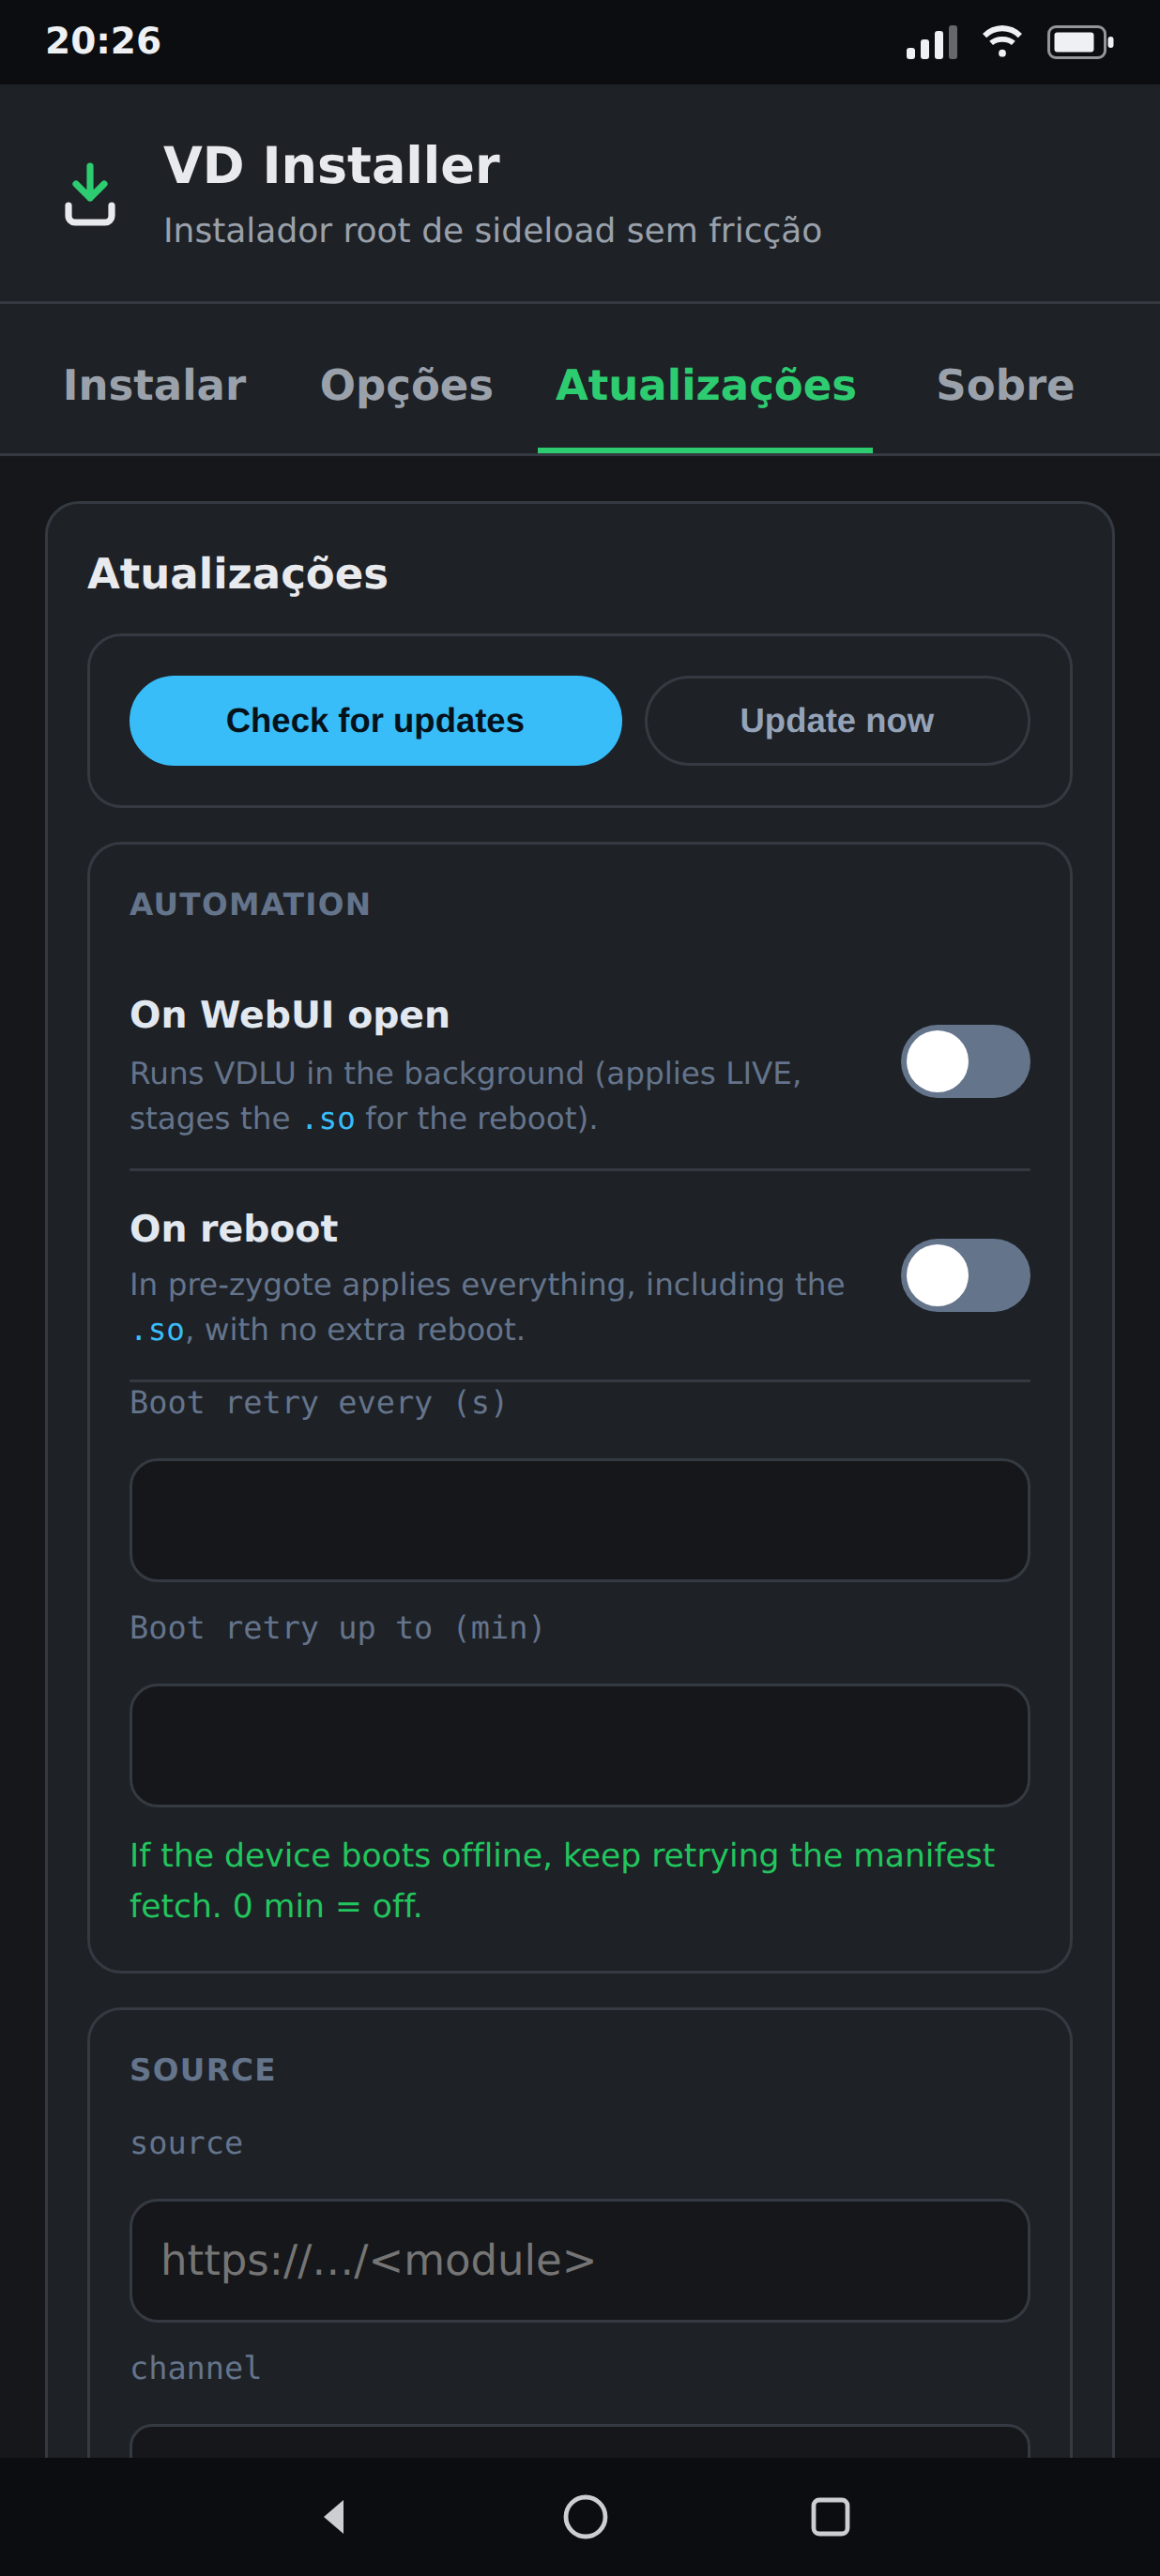 20:26
VD Installer
Instalador root de sideload sem fricção
Instalar Opções Atualizações Sobre
Atualizações
Check for updates Update now
AUTOMATION
On WebUI open
Runs VDLU in the background (applies LIVE,
stages the .so for the reboot).
On reboot
In pre-zygote applies everything, including the
.so, with no extra reboot.
Boot retry every (s)
Boot retry up to (min)
If the device boots offline, keep retrying the manifest
fetch. 0 min = off.
SOURCE
source
https://.../<module>
channel